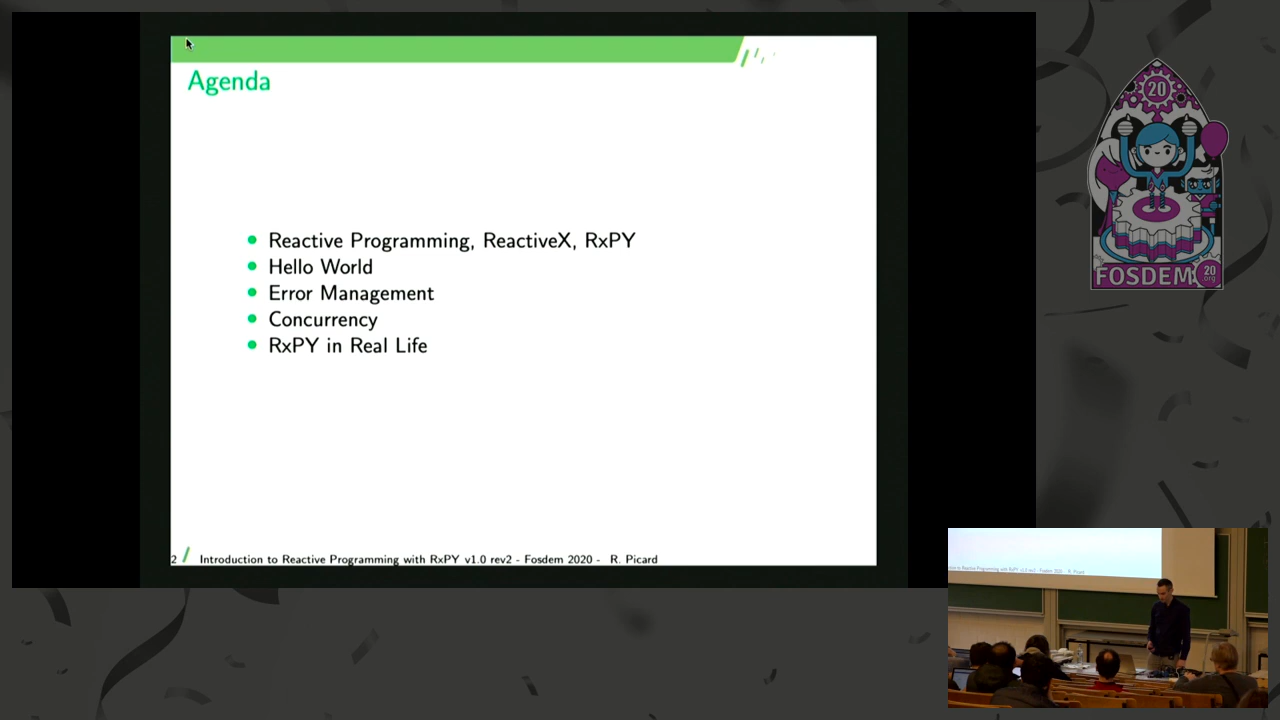 Agenda
Reactive Programming, ReactiveX, RxPY
Hello World
Error Management
Concurrency
RxPY in Real Life
2 Introduction to Reactive Programming with RxPY v1.0 rev2 - Fosdem 2020 - R. Picard
20
FOSDEM 20 .org